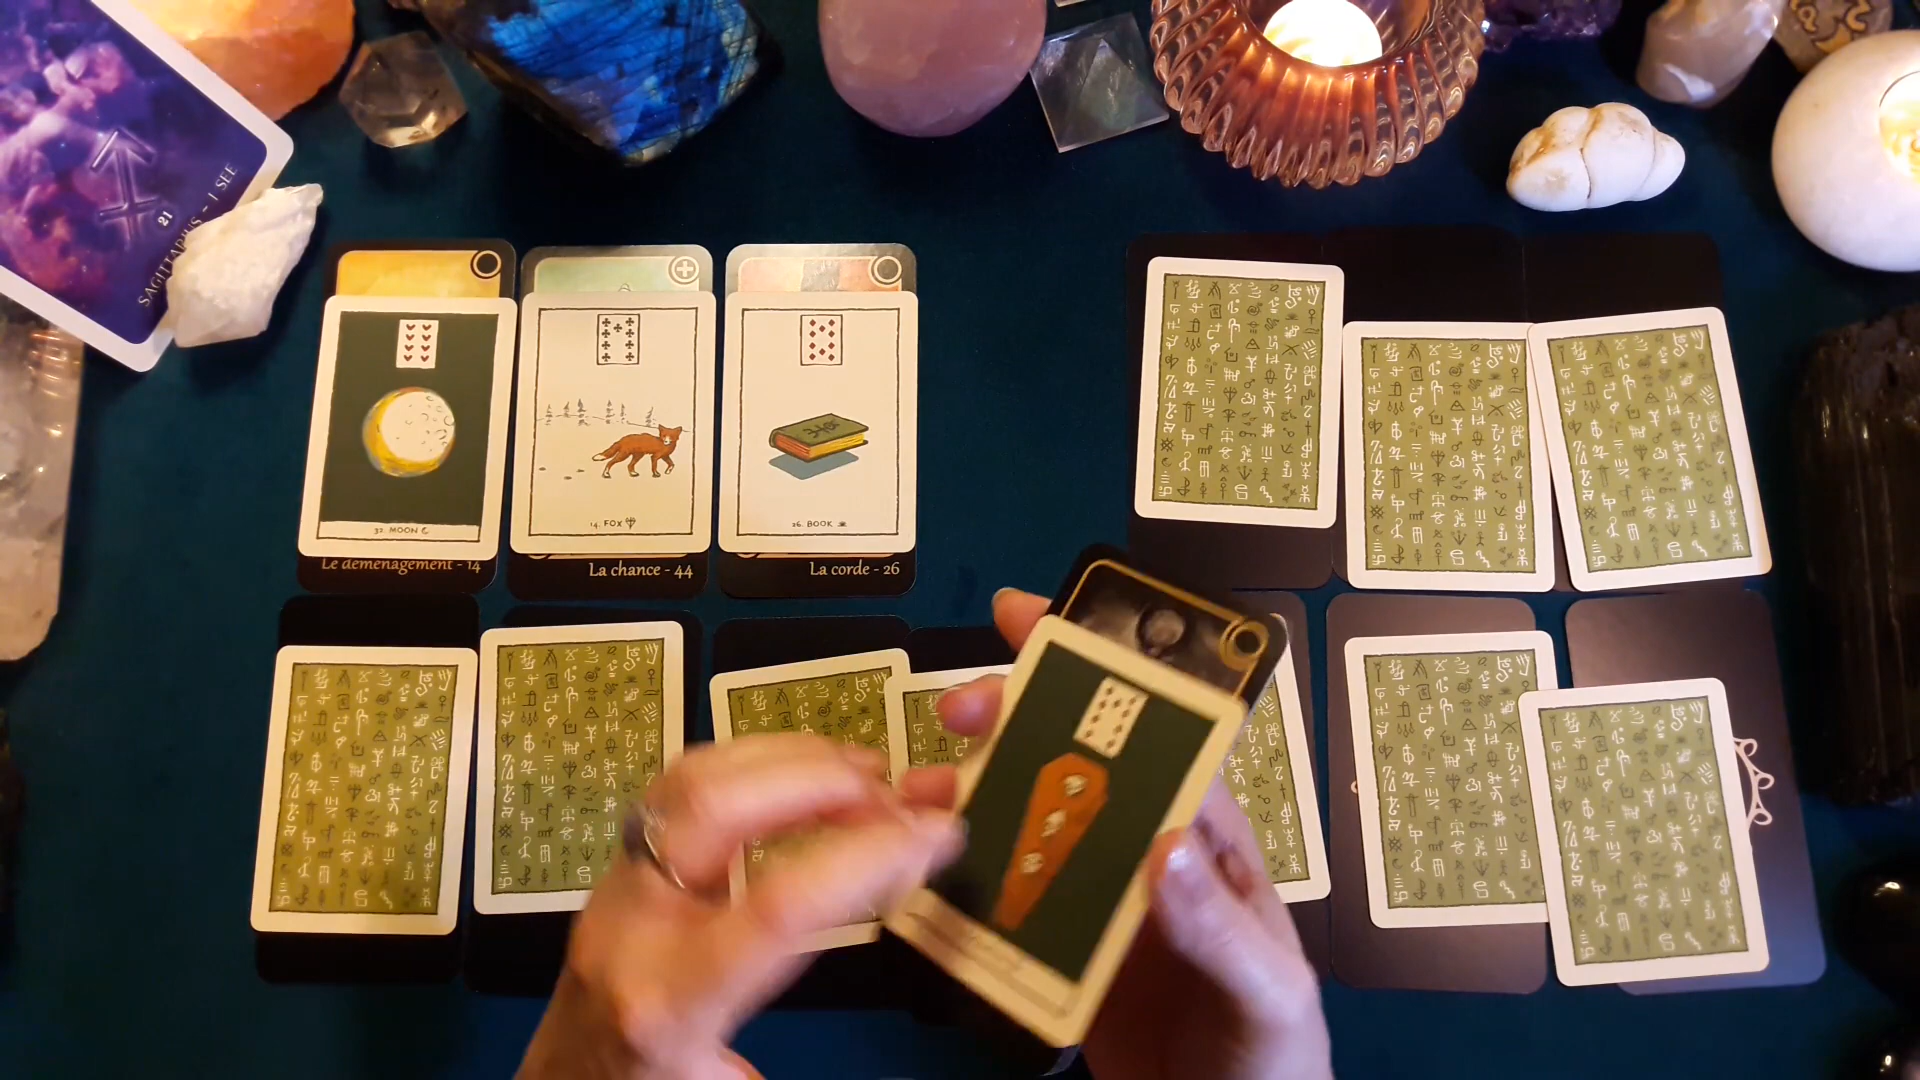 21
SAGITTARIUS - I SEE
32. MOON
14. FOX
26. BOOK
Le déménagement - 14
La chance - 44
La corde - 26